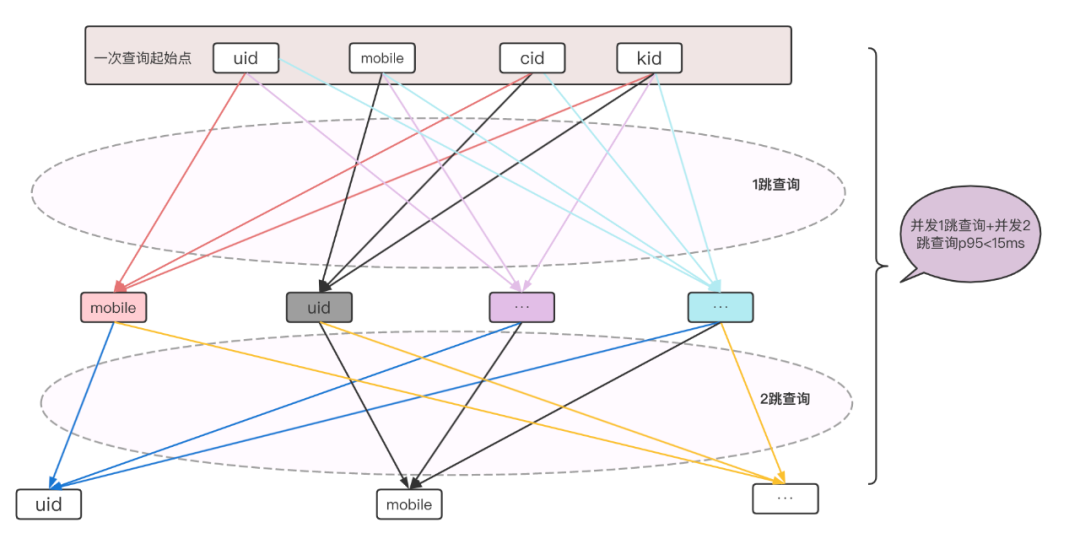 一次查询起始点
uid
mobile
cid
kid
1跳查询
并发1跳查询+并发2
跳查询p95<15ms
mobile
uid
...
...
2跳查询
uid
mobile
...